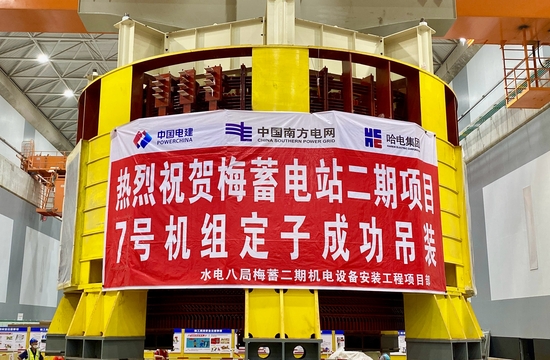 中国电建
POWERCHINA
中国南方电网
CHINA SOUTHERN POWER GRID
HE
哈电集团
热烈祝贺梅蓄电站二期项目
7号机组定子成功吊装
水电八局梅蓄二期机电设备安装工程项目部